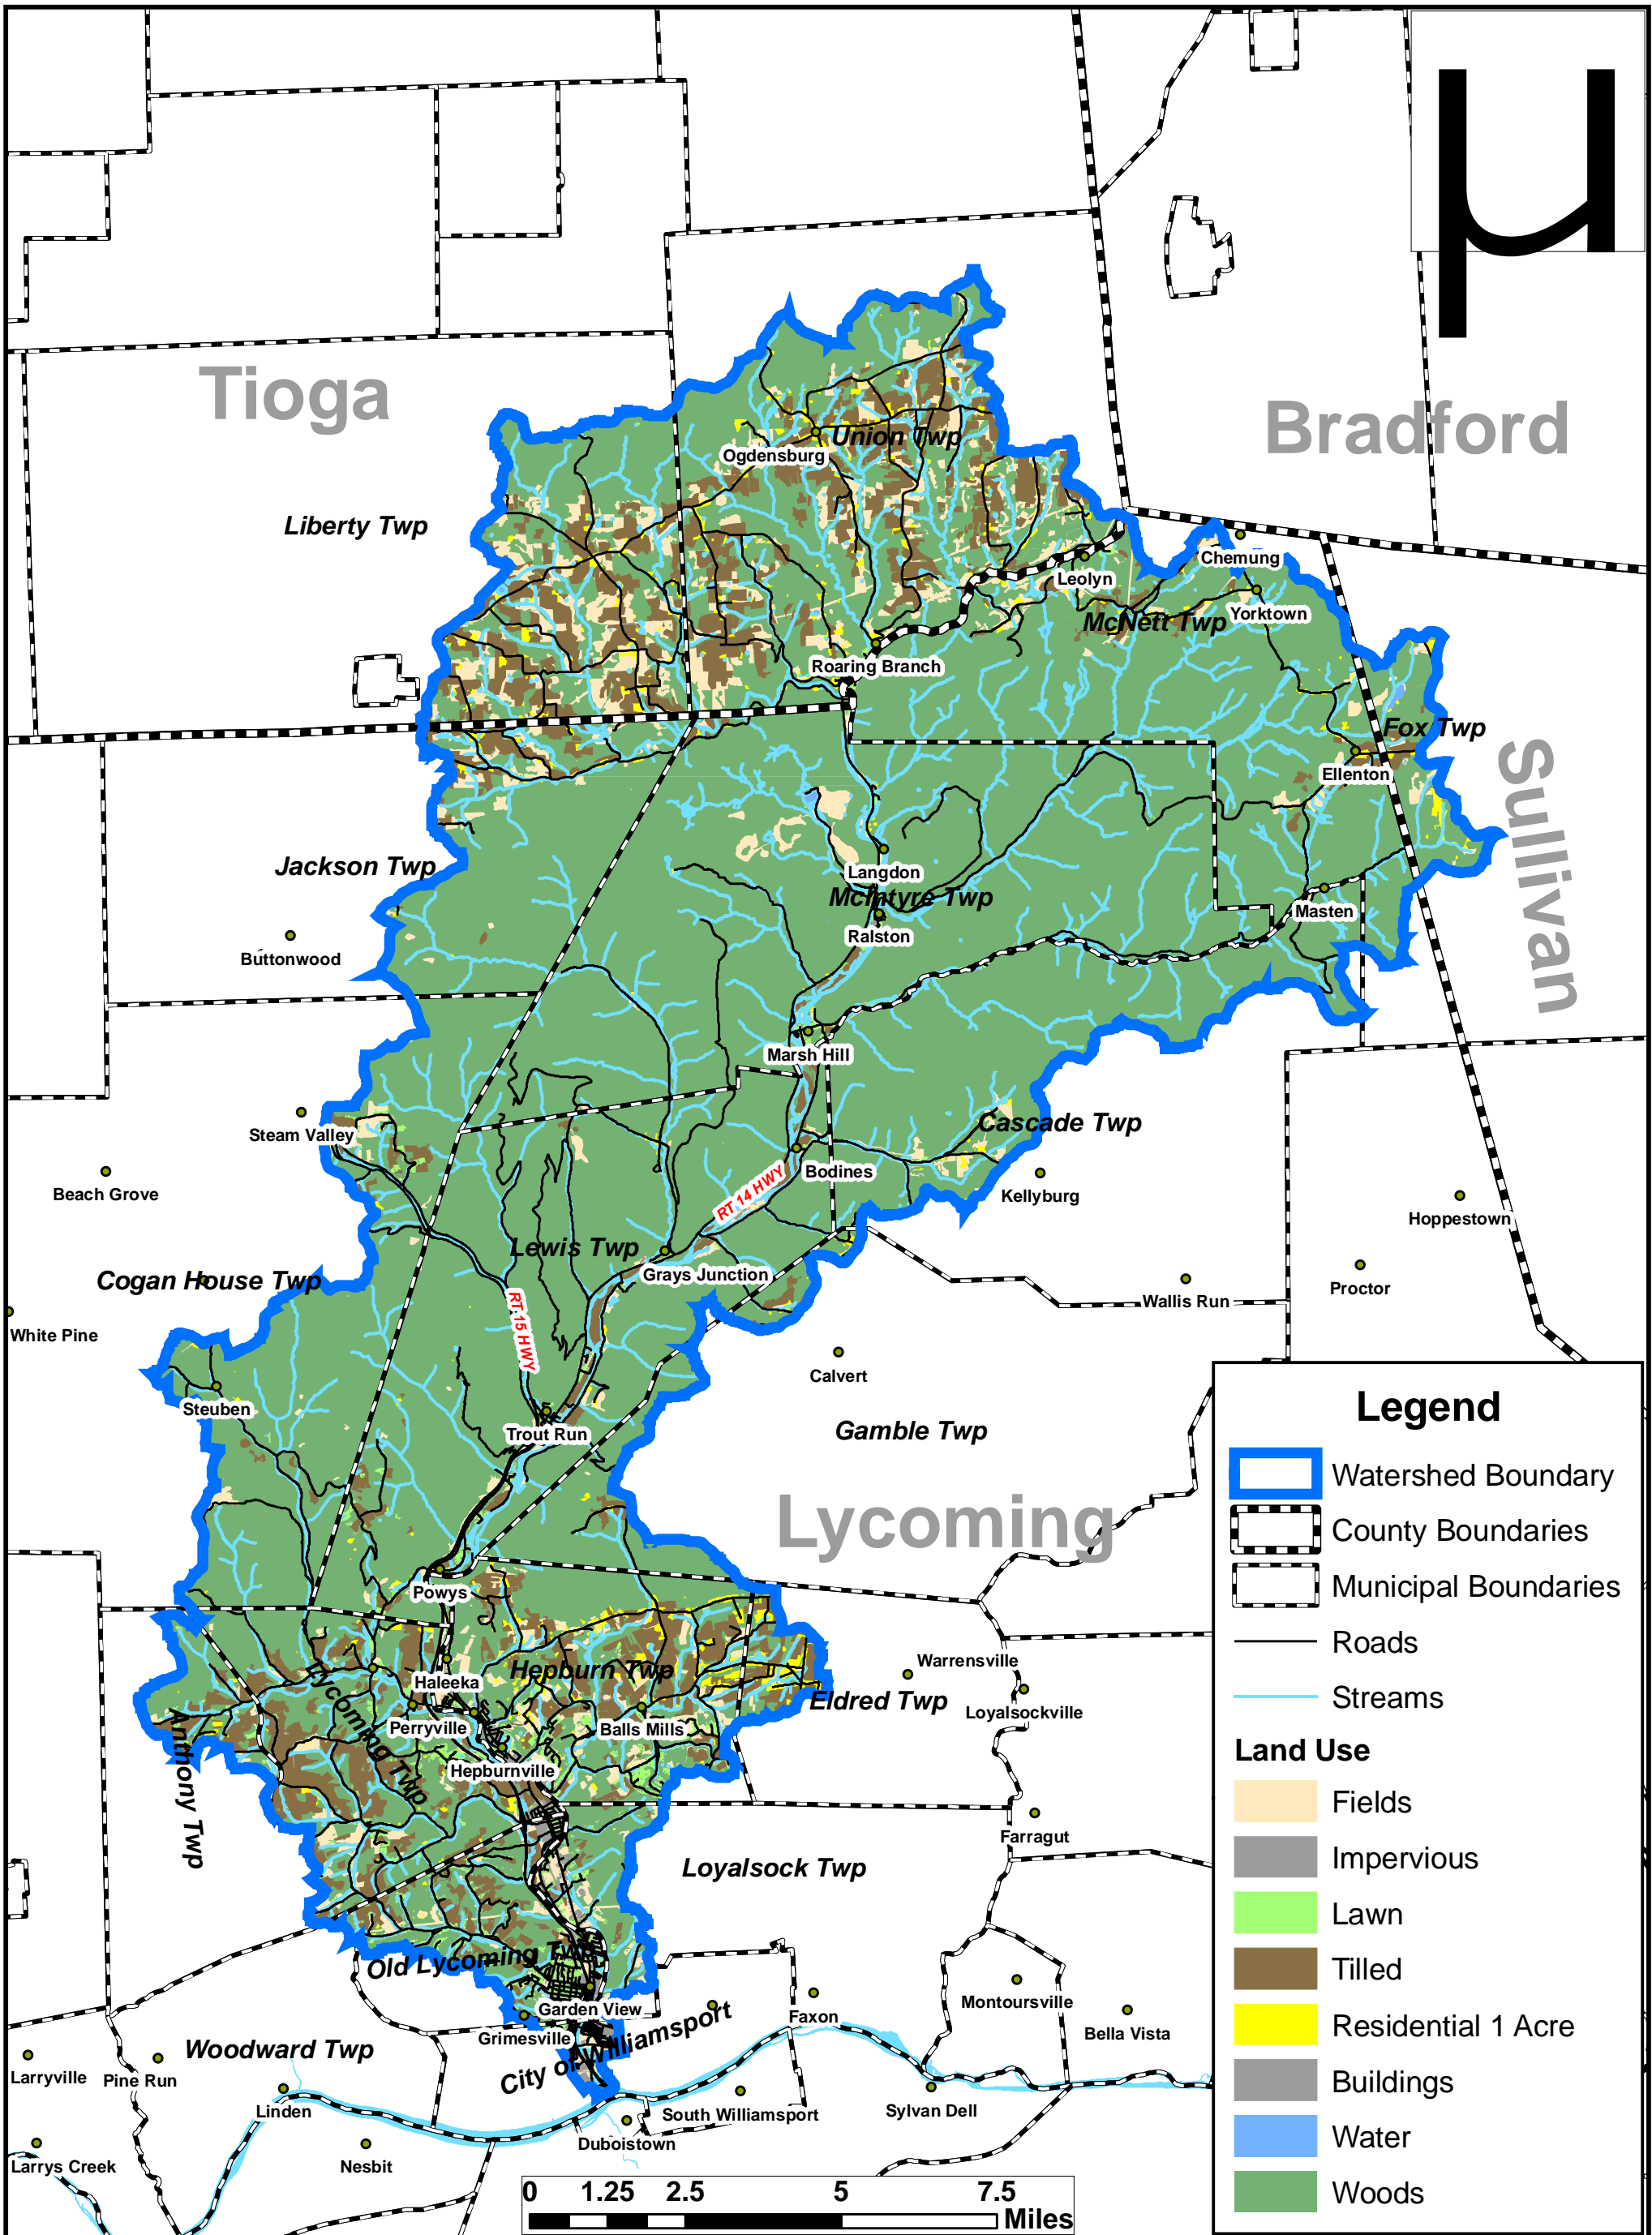 µ
Tioga
Bradford
Union Twp
Ogdensburg
Liberty Twp
Chemung
Leolyn
Yorktown
McNett Twp
Roaring Branch
Fox Twp
Ellenton
Sullivan
Jackson Twp
Langdon
McIntyre Twp
Masten
Ralston
Buttonwood
Marsh Hill
Cascade Twp
Steam Valley
Bodines
Beach Grove
Kellyburg
RT 14 HWY
Hoppestown
Lewis Twp
Grays Junction
Cogan House Twp
Proctor
Wallis Run
RT 15 HWY
White Pine
Calvert
Steuben
Trout Run
Gamble Twp
Lycoming
Powys
Warrensville
Hepburn Twp
Haleeka
Eldred Twp
Loyalsockville
Lycoming Twp
Perryville
Balls Mills
Anthony Twp
Hepburnville
Farragut
Loyalsock Twp
Old Lycoming Twp
Garden View
Montoursville
Faxon
Grimesville
Bella Vista
City of Williamsport
Woodward Twp
Larryville
Pine Run
Linden
South Williamsport
Sylvan Dell
Duboistown
Larrys Creek
Nesbit
0 1.25 2.5 5 7.5
Miles
Legend
Watershed Boundary
County Boundaries
Municipal Boundaries
Roads
Streams
Land Use
Fields
Impervious
Lawn
Tilled
Residential 1 Acre
Buildings
Water
Woods